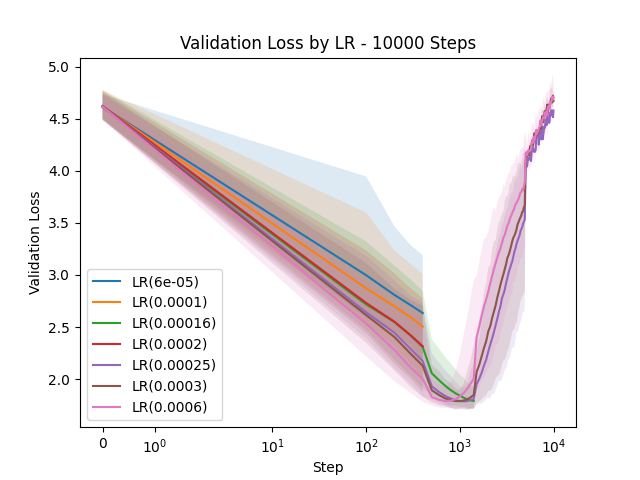 Validation Loss by LR - 10000 Steps
Validation Loss
5.0
4.5
4.0
3.5
3.0
2.5
2.0
LR(6e-05)
LR(0.0001)
LR(0.00016)
LR(0.0002)
LR(0.00025)
LR(0.0003)
LR(0.0006)
0 10⁰ 10¹ 10² 10³ 10⁴
Step